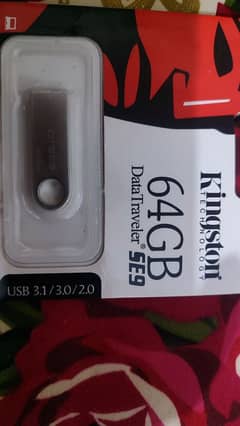 Kingston
TECHNOLOGY
64GB
DataTraveler® SE9
USB 3.1/3.0/2.0